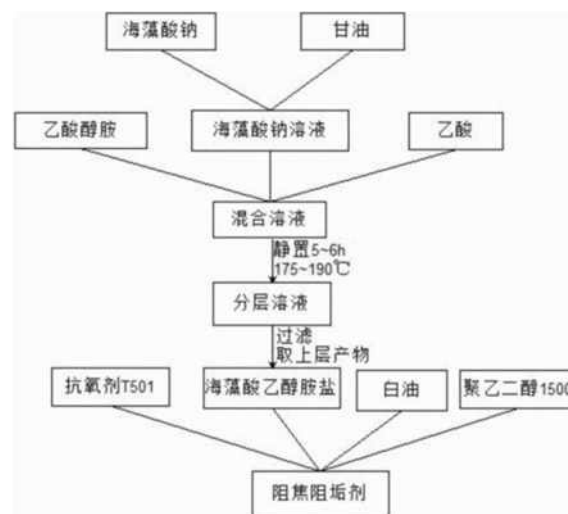 海藻酸钠
甘油
乙酸醇胺
海藻酸钠溶液
乙酸
混合溶液
静置5~6h
175~190℃
分层溶液
过滤
取上层产物
抗氧剂T501
海藻酸乙醇胺盐
白油
聚乙二醇1500
阻焦阻垢剂